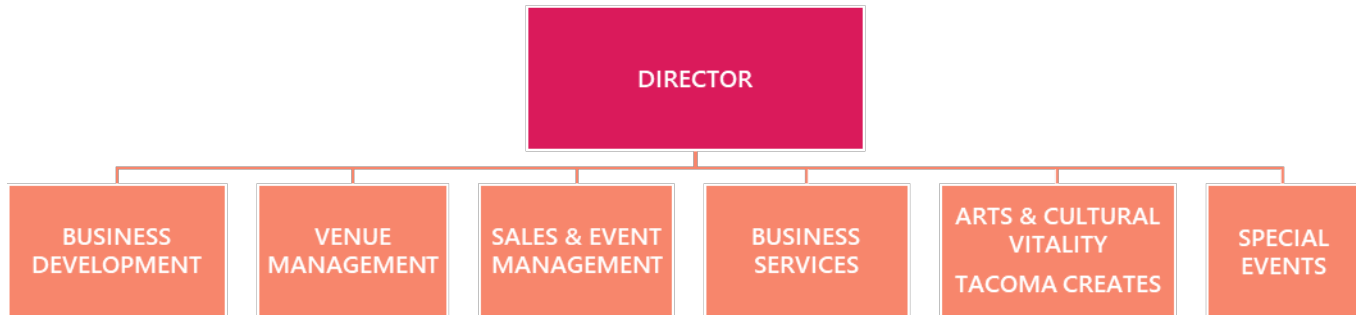 DIRECTOR
BUSINESS
DEVELOPMENT
VENUE
MANAGEMENT
SALES & EVENT
MANAGEMENT
BUSINESS
SERVICES
ARTS & CULTURAL
VITALITY
TACOMA CREATES
SPECIAL
EVENTS